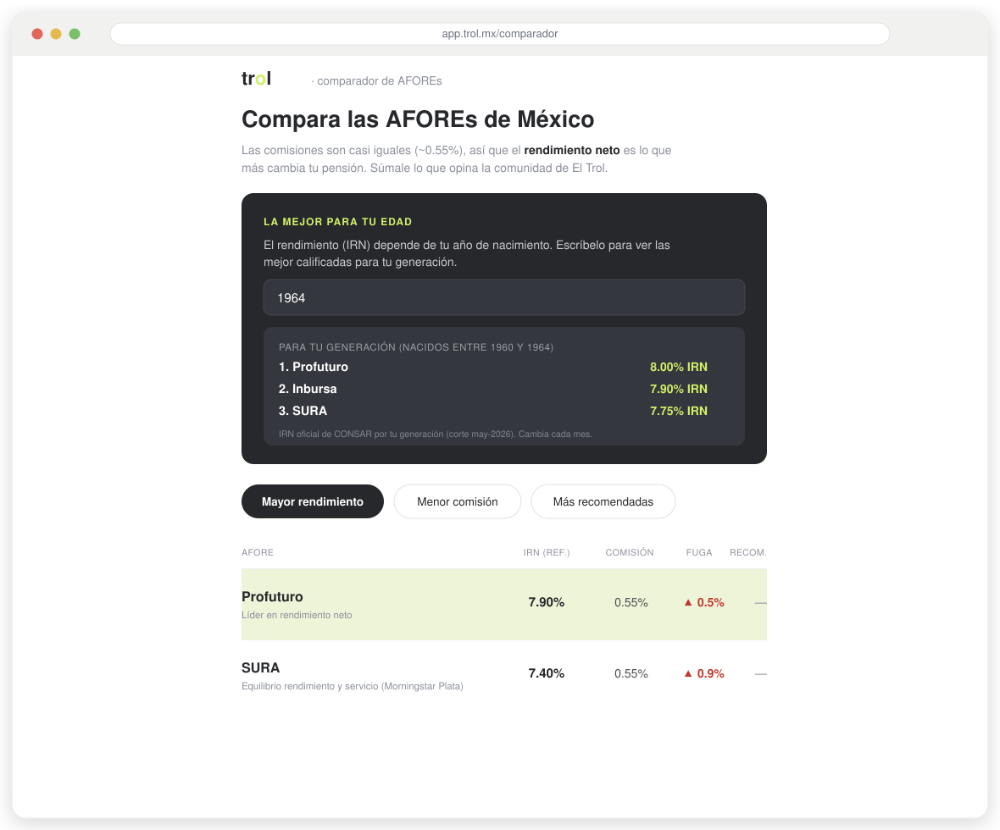 app.trol.mx/comparador
trol · comparador de AFOREs
Compara las AFOREs de México
Las comisiones son casi iguales (~0.55%), así que el rendimiento neto es lo que
más cambia tu pensión. Súmale lo que opina la comunidad de El Trol.
LA MEJOR PARA TU EDAD
El rendimiento (IRN) depende de tu año de nacimiento. Escríbelo para ver las
mejor calificadas para tu generación.
1964
PARA TU GENERACIÓN (NACIDOS ENTRE 1960 Y 1964)
1. Profuturo 8.00% IRN
2. Inbursa 7.90% IRN
3. SURA 7.75% IRN
IRN oficial de CONSAR por tu generación (corte may-2026). Cambia cada mes.
Mayor rendimiento Menor comisión Más recomendadas
AFORE IRN (REF.) COMISIÓN FUGA RECOM.
Profuturo 7.90% 0.55% ▲ 0.5% —
Líder en rendimiento neto
SURA 7.40% 0.55% ▲ 0.9% —
Equilibrio rendimiento y servicio (Morningstar Plata)